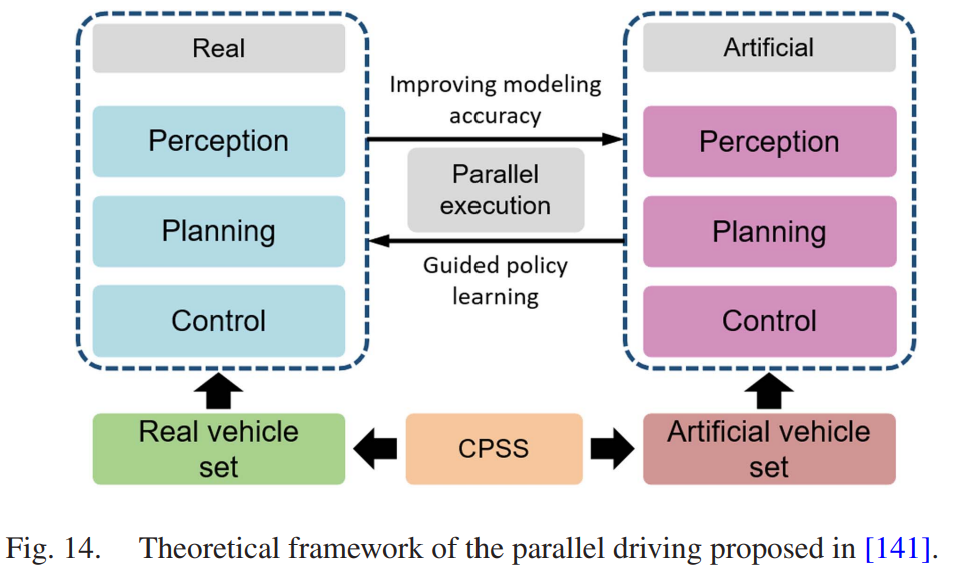 Real
Artificial
Improving modeling
accuracy
Perception
Perception
Parallel
execution
Planning
Planning
Guided policy
learning
Control
Control
Real vehicle
set
CPSS
Artificial vehicle
set
Fig. 14. Theoretical framework of the parallel driving proposed in [141].